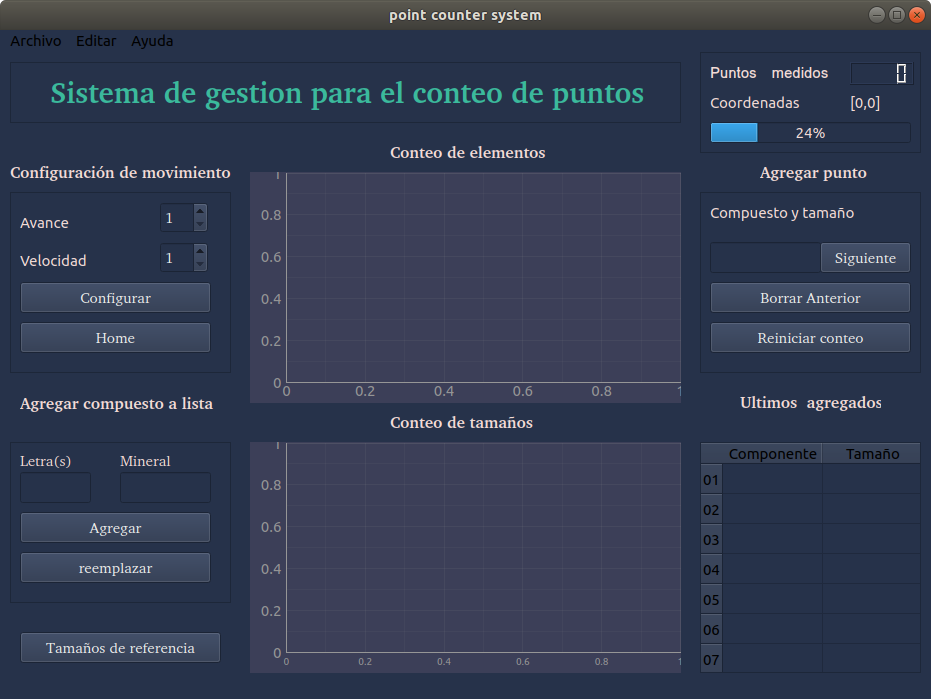 point counter system
Archivo Editar Ayuda
Sistema de gestion para el conteo de puntos
Puntos medidos 0
Coordenadas [0,0]
24%
Configuración de movimiento
Avance 1
Velocidad 1
Configurar
Home
Agregar compuesto a lista
Letra(s) Mineral
Agregar
reemplazar
Tamaños de referencia
Conteo de elementos
1
0.8
0.6
0.4
0.2
0
0 0.2 0.4 0.6 0.8 1
Conteo de tamaños
1
0.8
0.6
0.4
0.2
0
0 0.2 0.4 0.6 0.8 1
Agregar punto
Compuesto y tamaño
Siguiente
Borrar Anterior
Reiniciar conteo
Ultimos agregados
Componente Tamaño
01
02
03
04
05
06
07